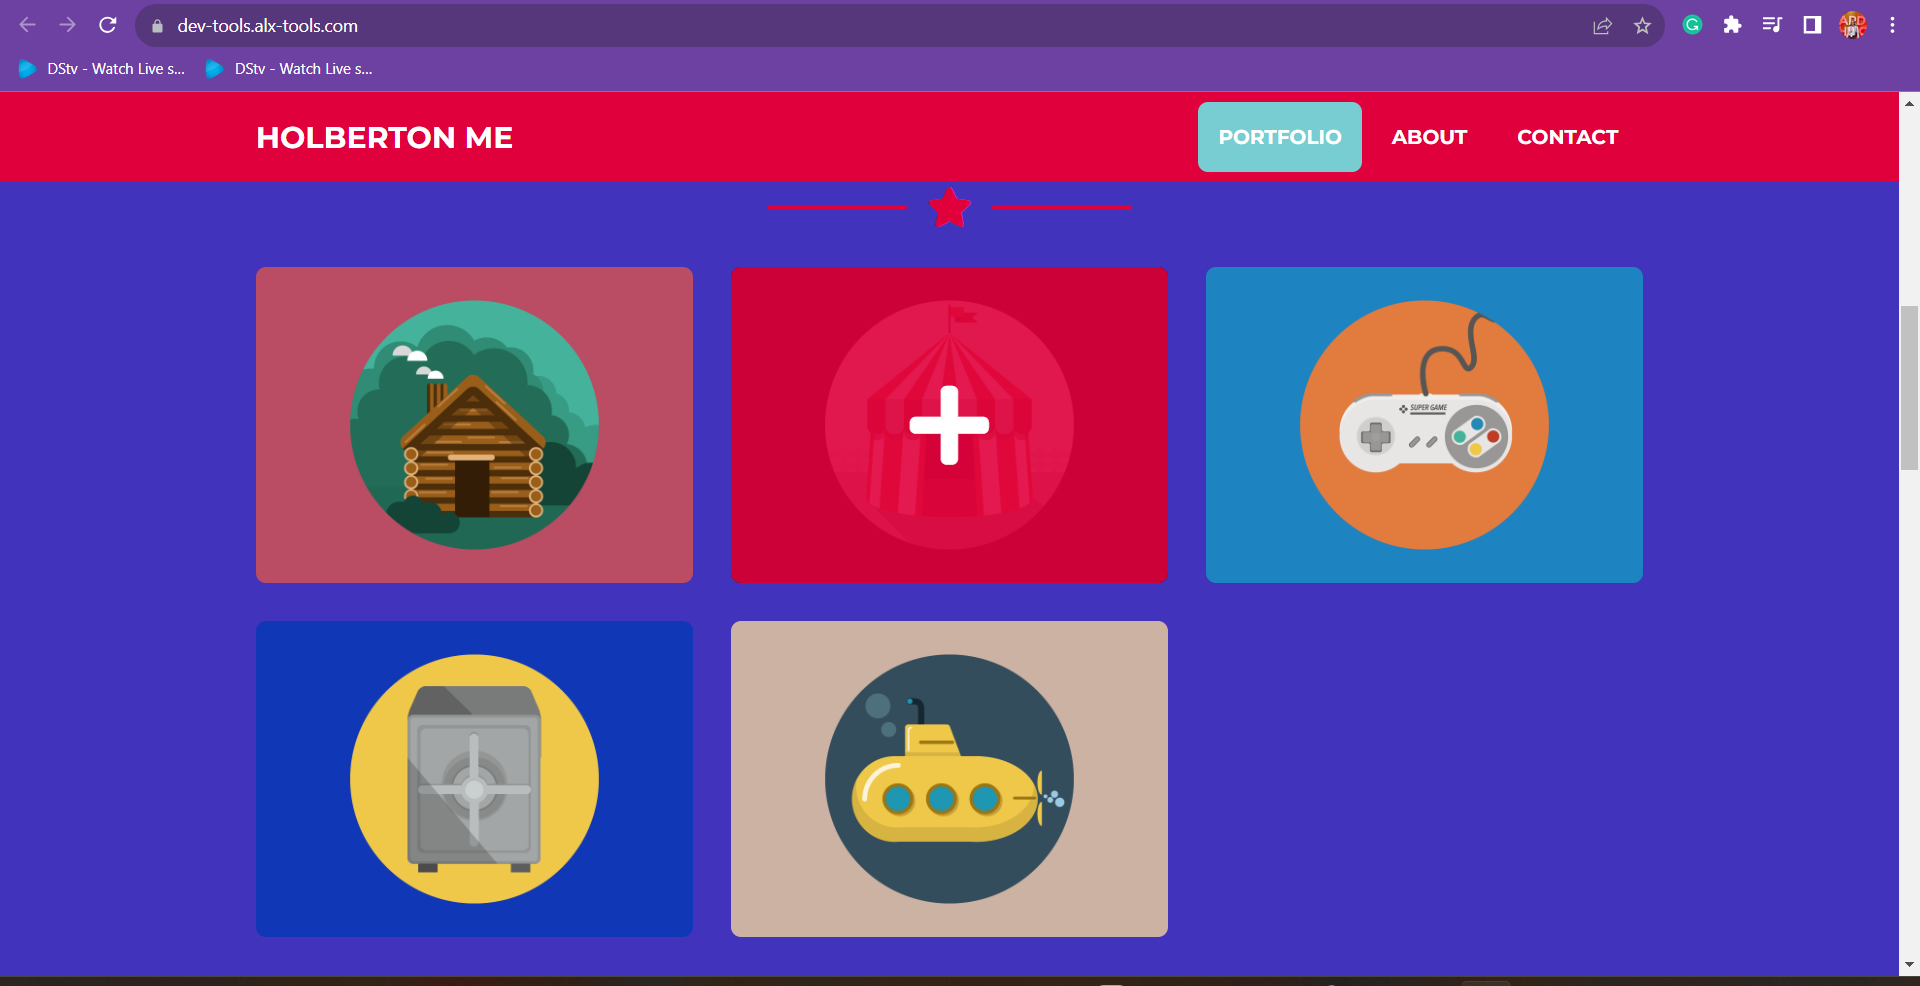 dev-tools.alx-tools.com
DStv - Watch Live s...
DStv - Watch Live s...
HOLBERTON ME
PORTFOLIO
ABOUT
CONTACT
SUPER GAME